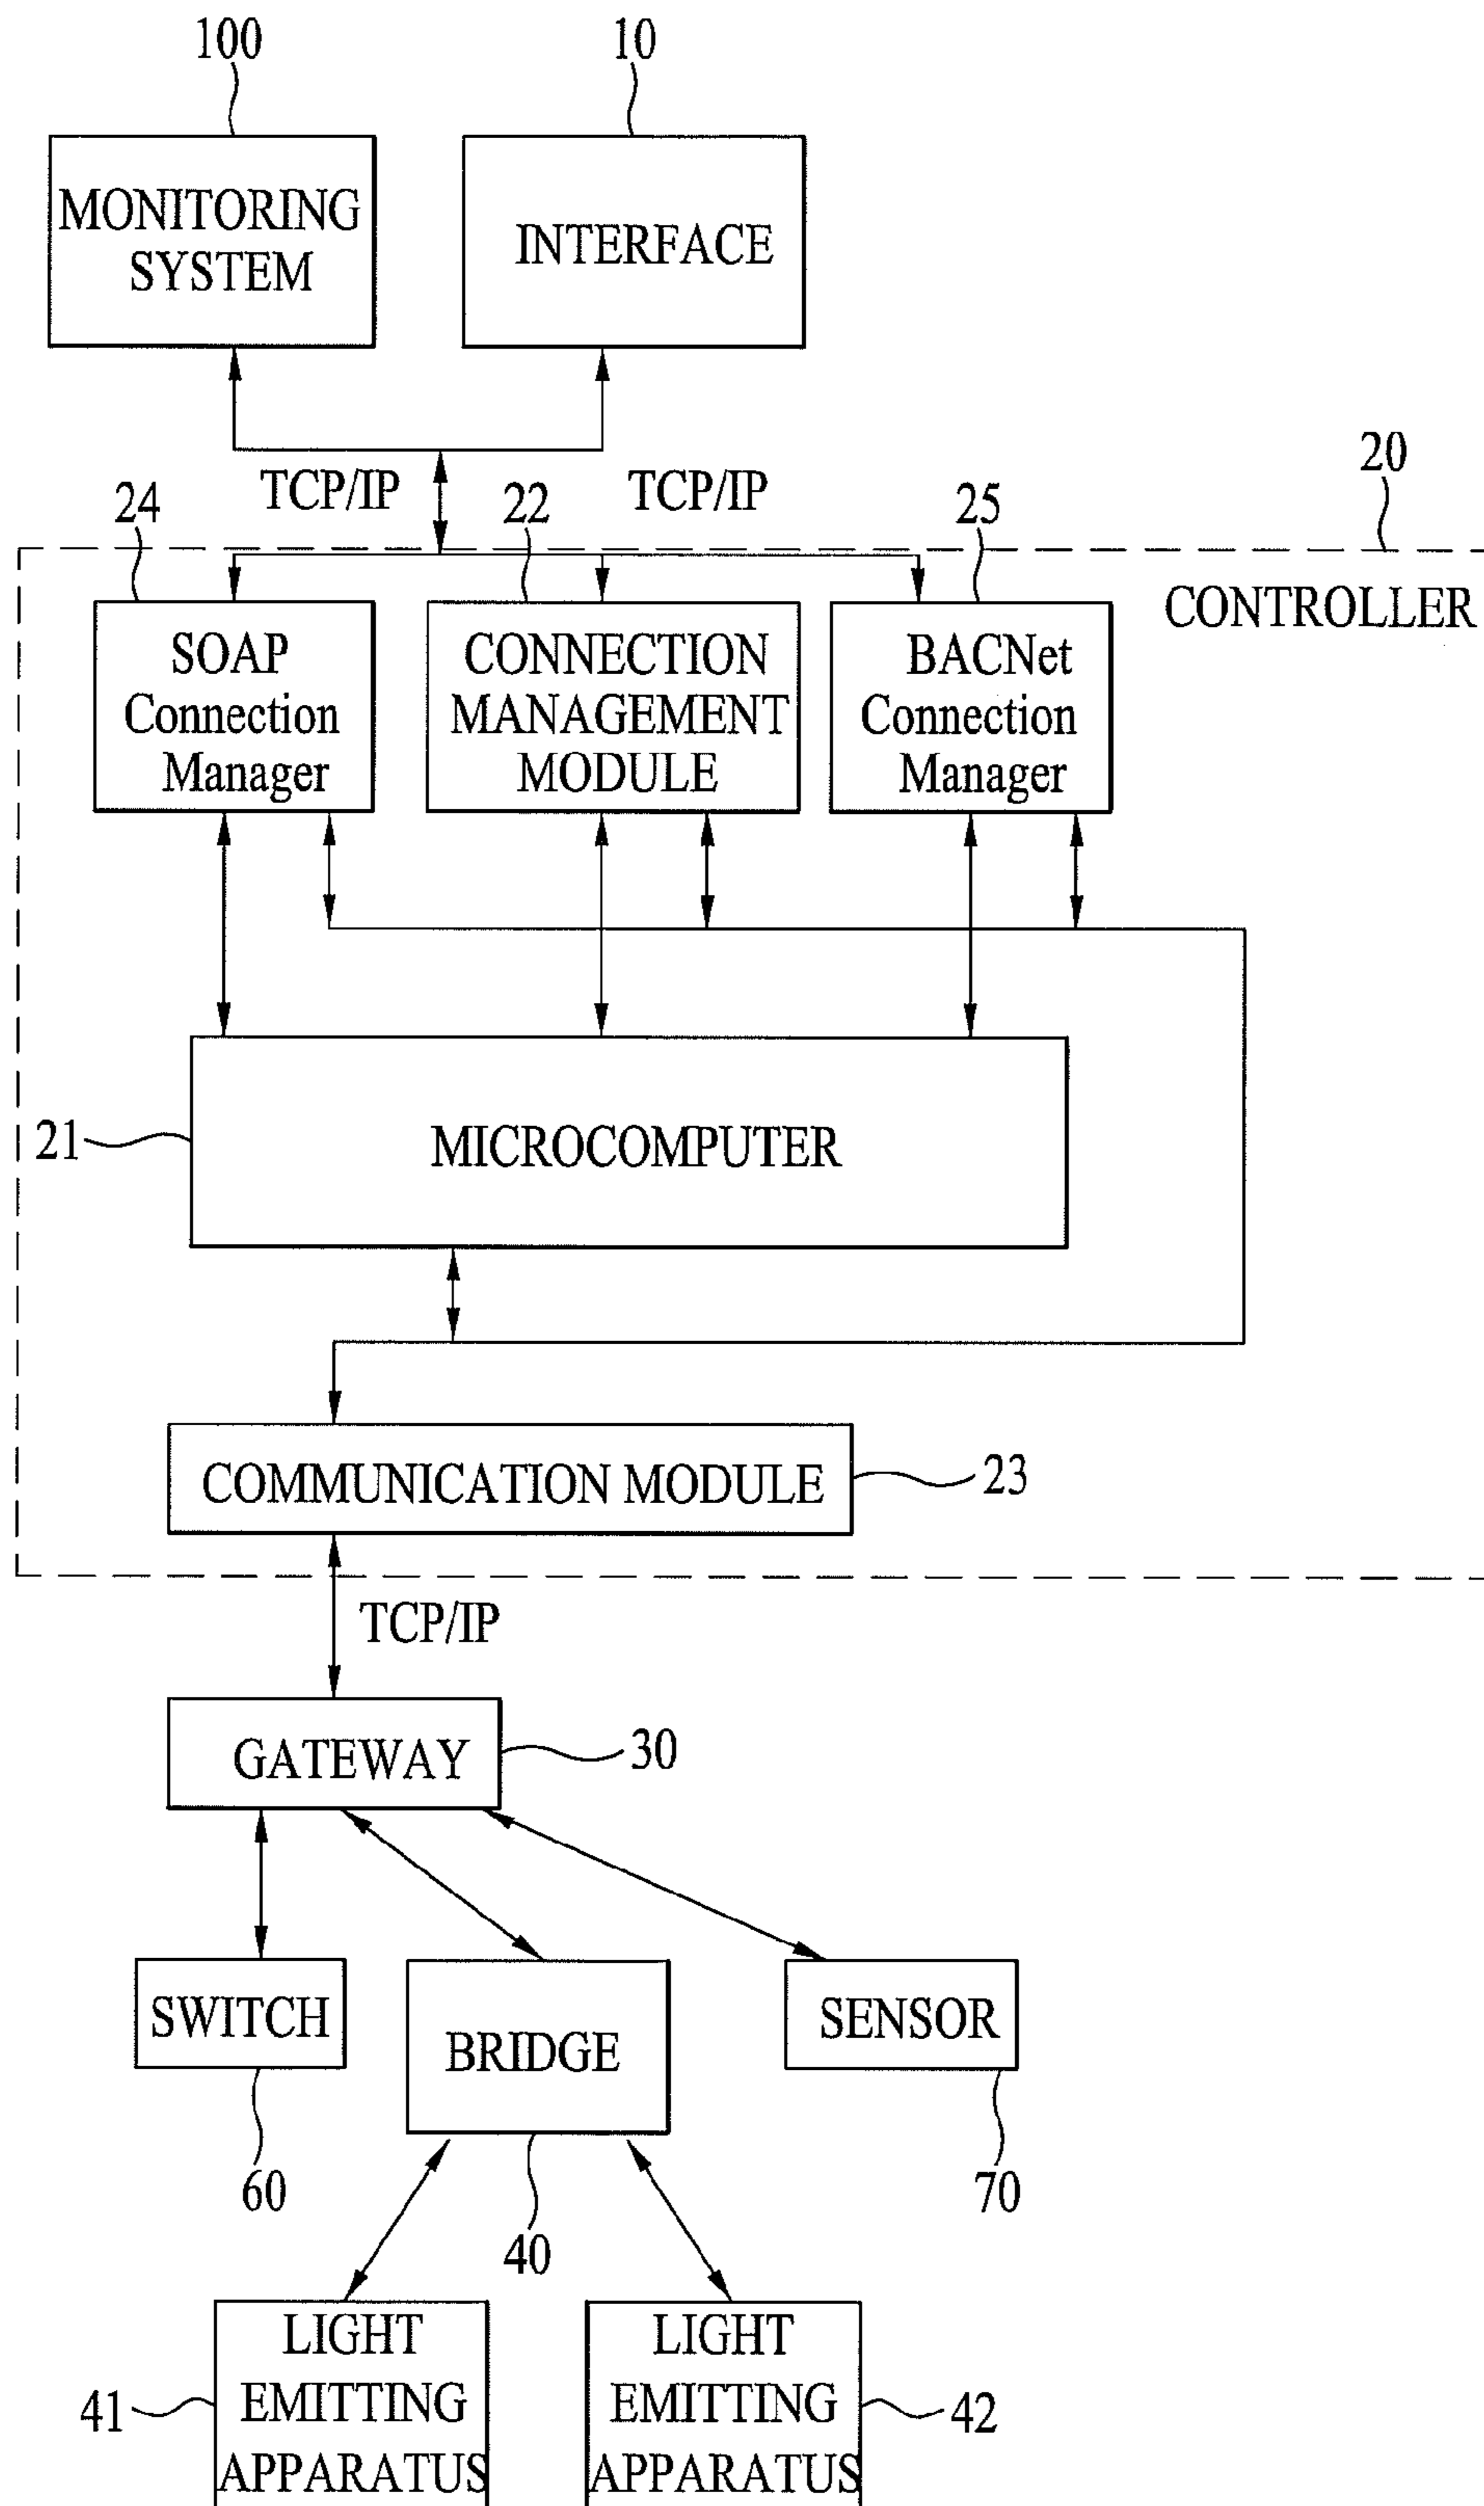 100
10
MONITORING
SYSTEM
INTERFACE
TCP/IP
TCP/IP
20
24
22
25
CONTROLLER
SOAP
Connection
Manager
CONNECTION
MANAGEMENT
MODULE
BACNet
Connection
Manager
21
MICROCOMPUTER
COMMUNICATION MODULE
23
TCP/IP
GATEWAY
30
SWITCH
BRIDGE
SENSOR
60
40
70
LIGHT
EMITTING
APPARATUS
41
LIGHT
EMITTING
APPARATUS
42